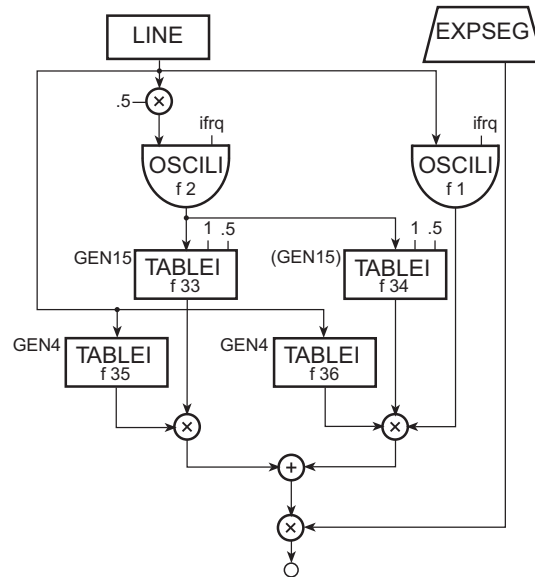 LINE
EXPSEG
.5
×
ifrq
ifrq
OSCILI
f 2
OSCILI
f 1
1 .5
1 .5
GEN15
TABLEI
f 33
(GEN15)
TABLEI
f 34
GEN4
TABLEI
f 35
GEN4
TABLEI
f 36
×
×
+
×